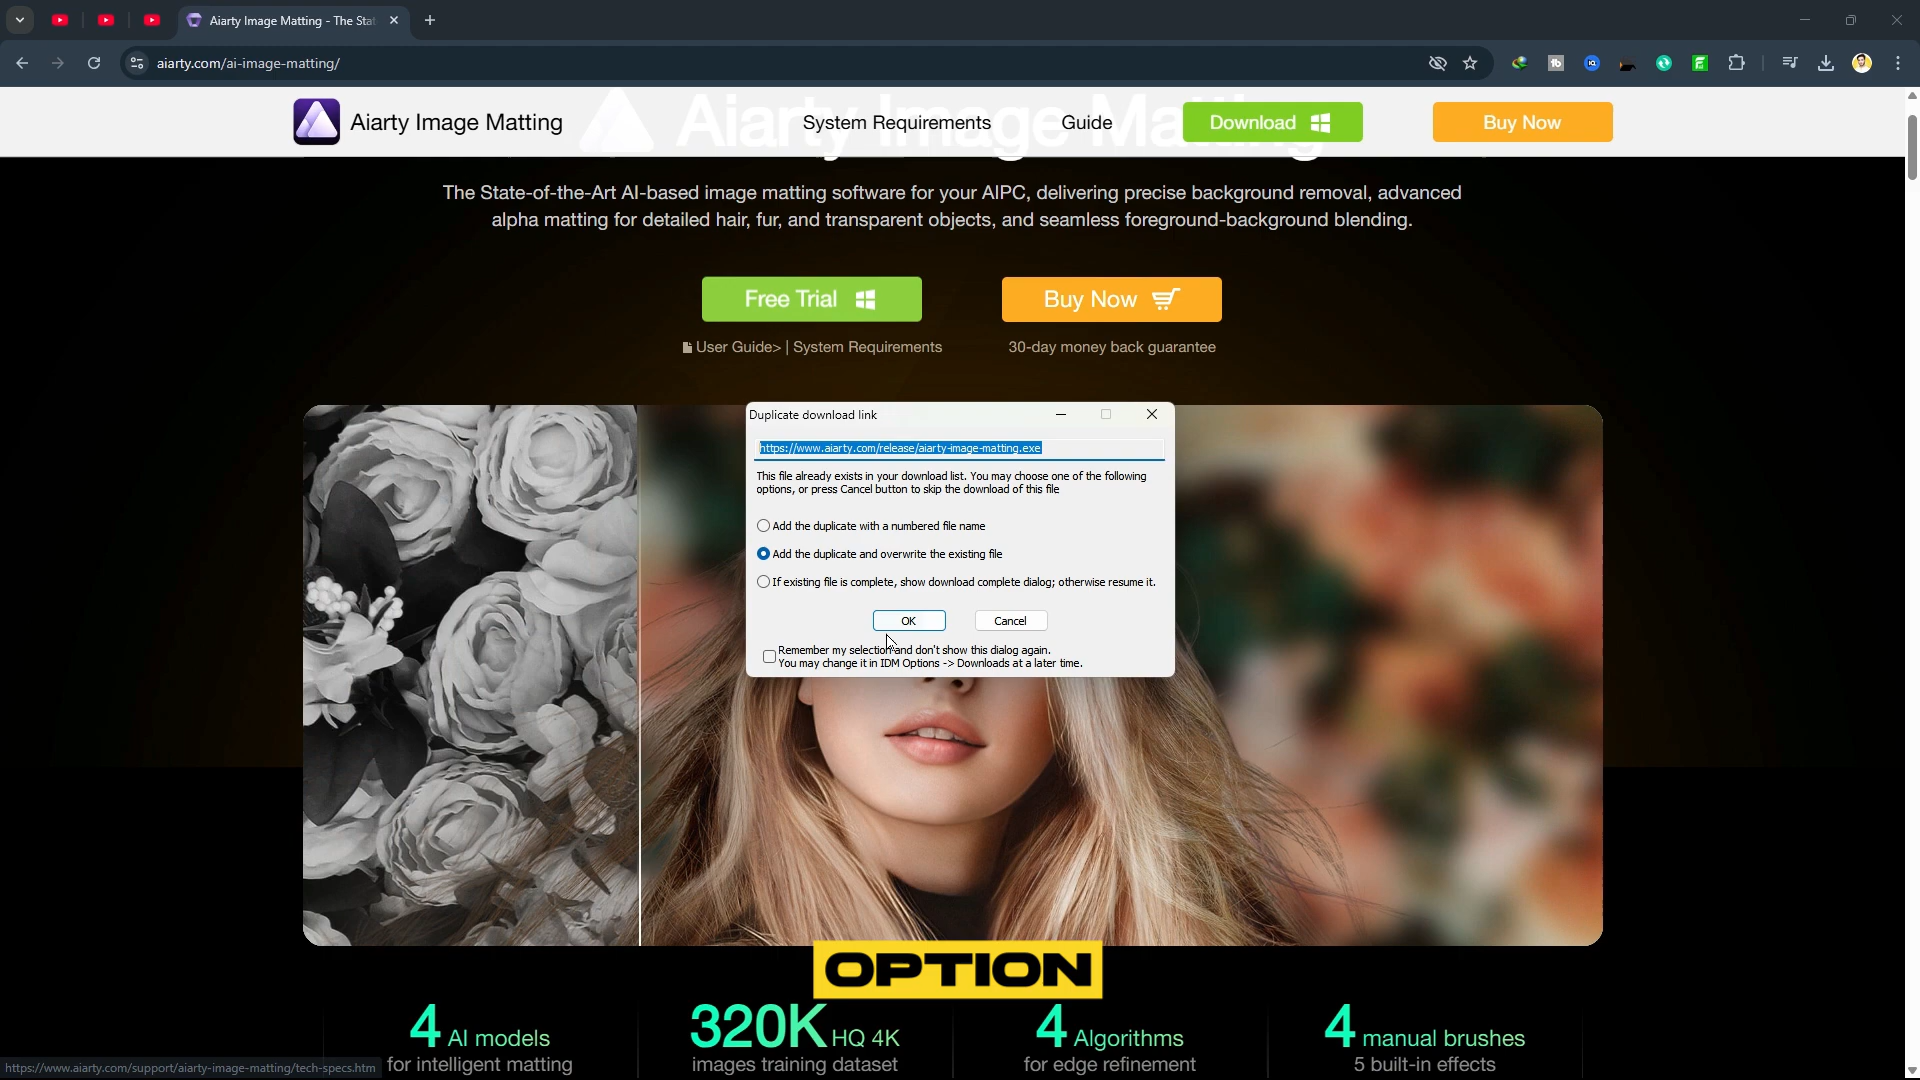 Aiarty Image Matting - The Sta
aiarty.com/ai-image-matting/
Aiarty Image Matting
Aiarty Image Matting
System Requirements
Guide
Download
Buy Now
The State-of-the-Art AI-based image matting software for your AIPC, delivering precise background removal, advanced
alpha matting for detailed hair, fur, and transparent objects, and seamless foreground-background blending.
Free Trial
Buy Now
User Guide> | System Requirements
30-day money back guarantee
Duplicate download link
https://www.aiarty.com/release/aiarty-image-matting.exe
This file already exists in your download list. You may choose one of the following
options, or press Cancel button to skip the download of this file
Add the duplicate with a numbered file name
Add the duplicate and overwrite the existing file
If existing file is complete, show download complete dialog; otherwise resume it.
OK
Cancel
Remember my selection and don't show this dialog again.
You may change it in IDM Options -> Downloads at a later time.
OPTION
4 AI models
for intelligent matting
320K HQ 4K
images training dataset
4 Algorithms
for edge refinement
4 manual brushes
5 built-in effects
https://www.aiarty.com/support/aiarty-image-matting/tech-specs.htm